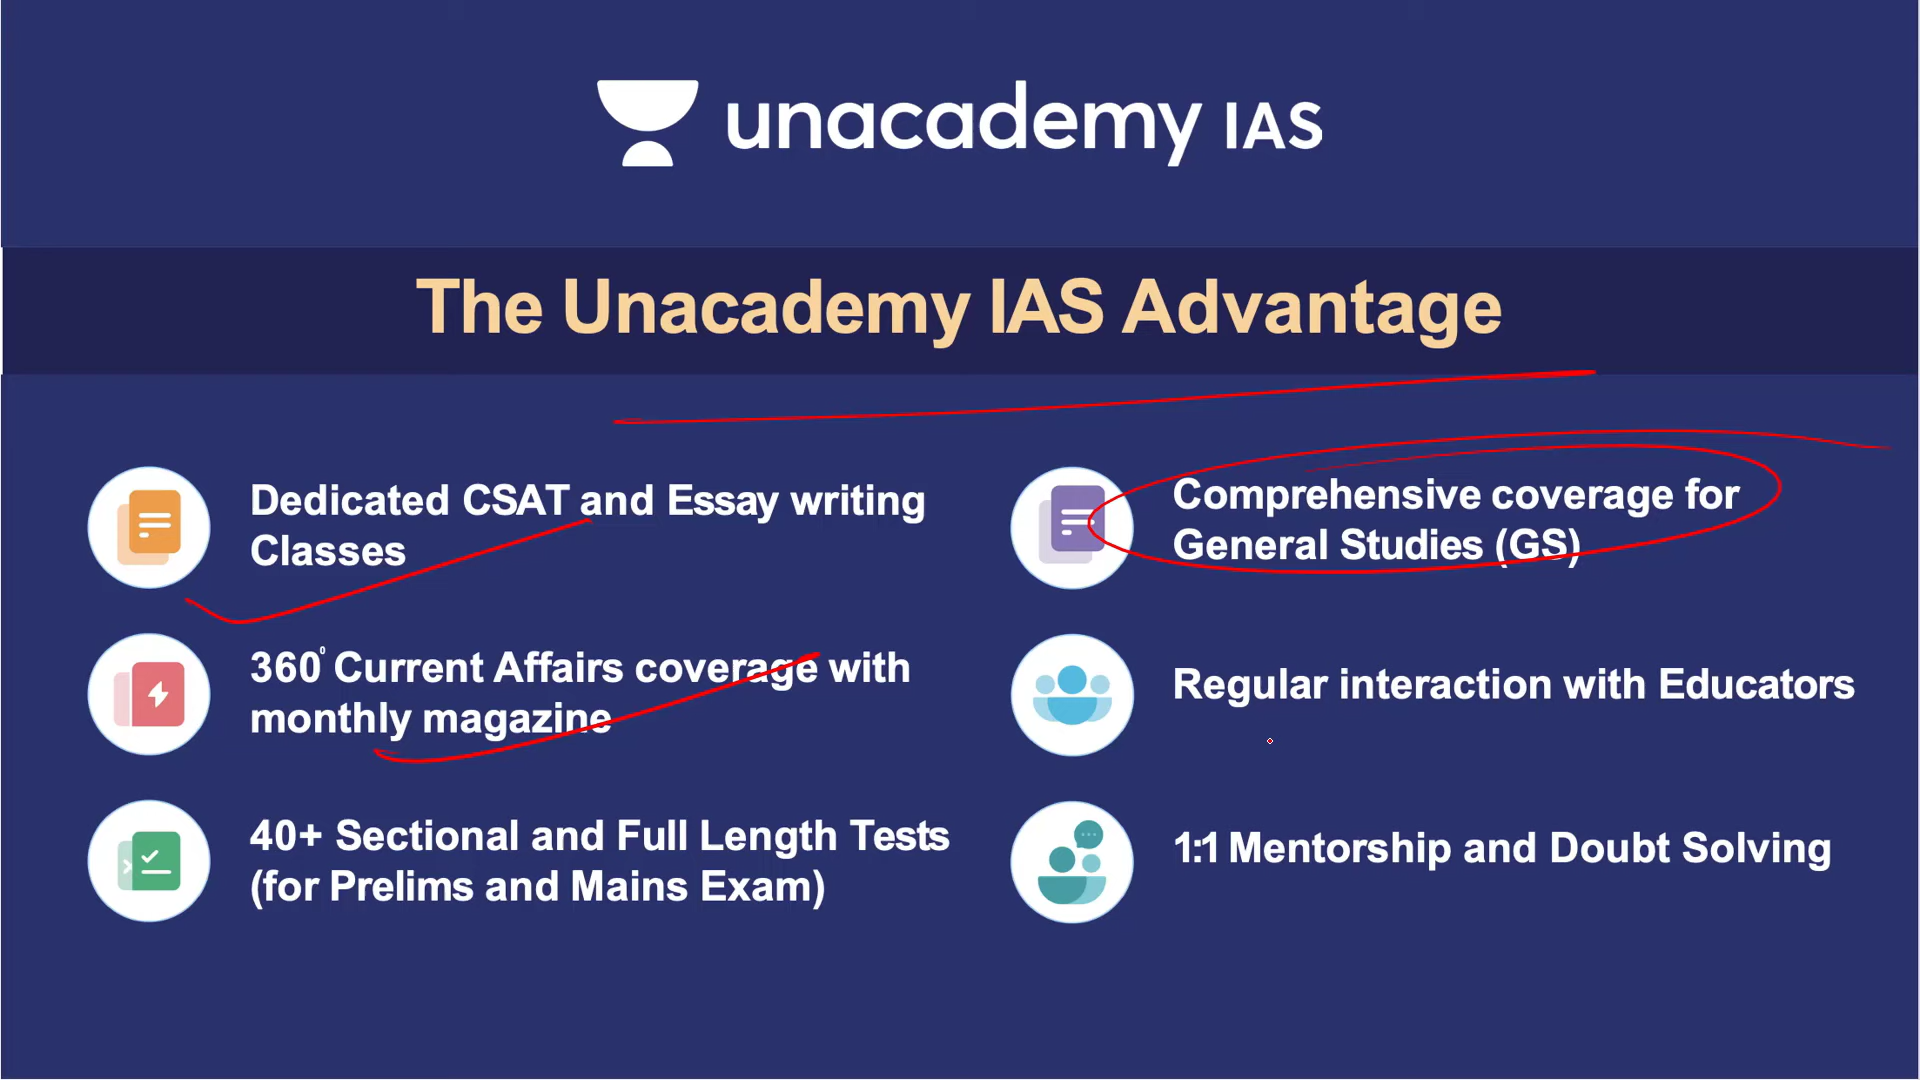 unacademy IAS
The Unacademy IAS Advantage
Dedicated CSAT and Essay writing
Classes
360⁰ Current Affairs coverage with
monthly magazine
40+ Sectional and Full Length Tests
(for Prelims and Mains Exam)
Comprehensive coverage for
General Studies (GS)
Regular interaction with Educators
1:1 Mentorship and Doubt Solving